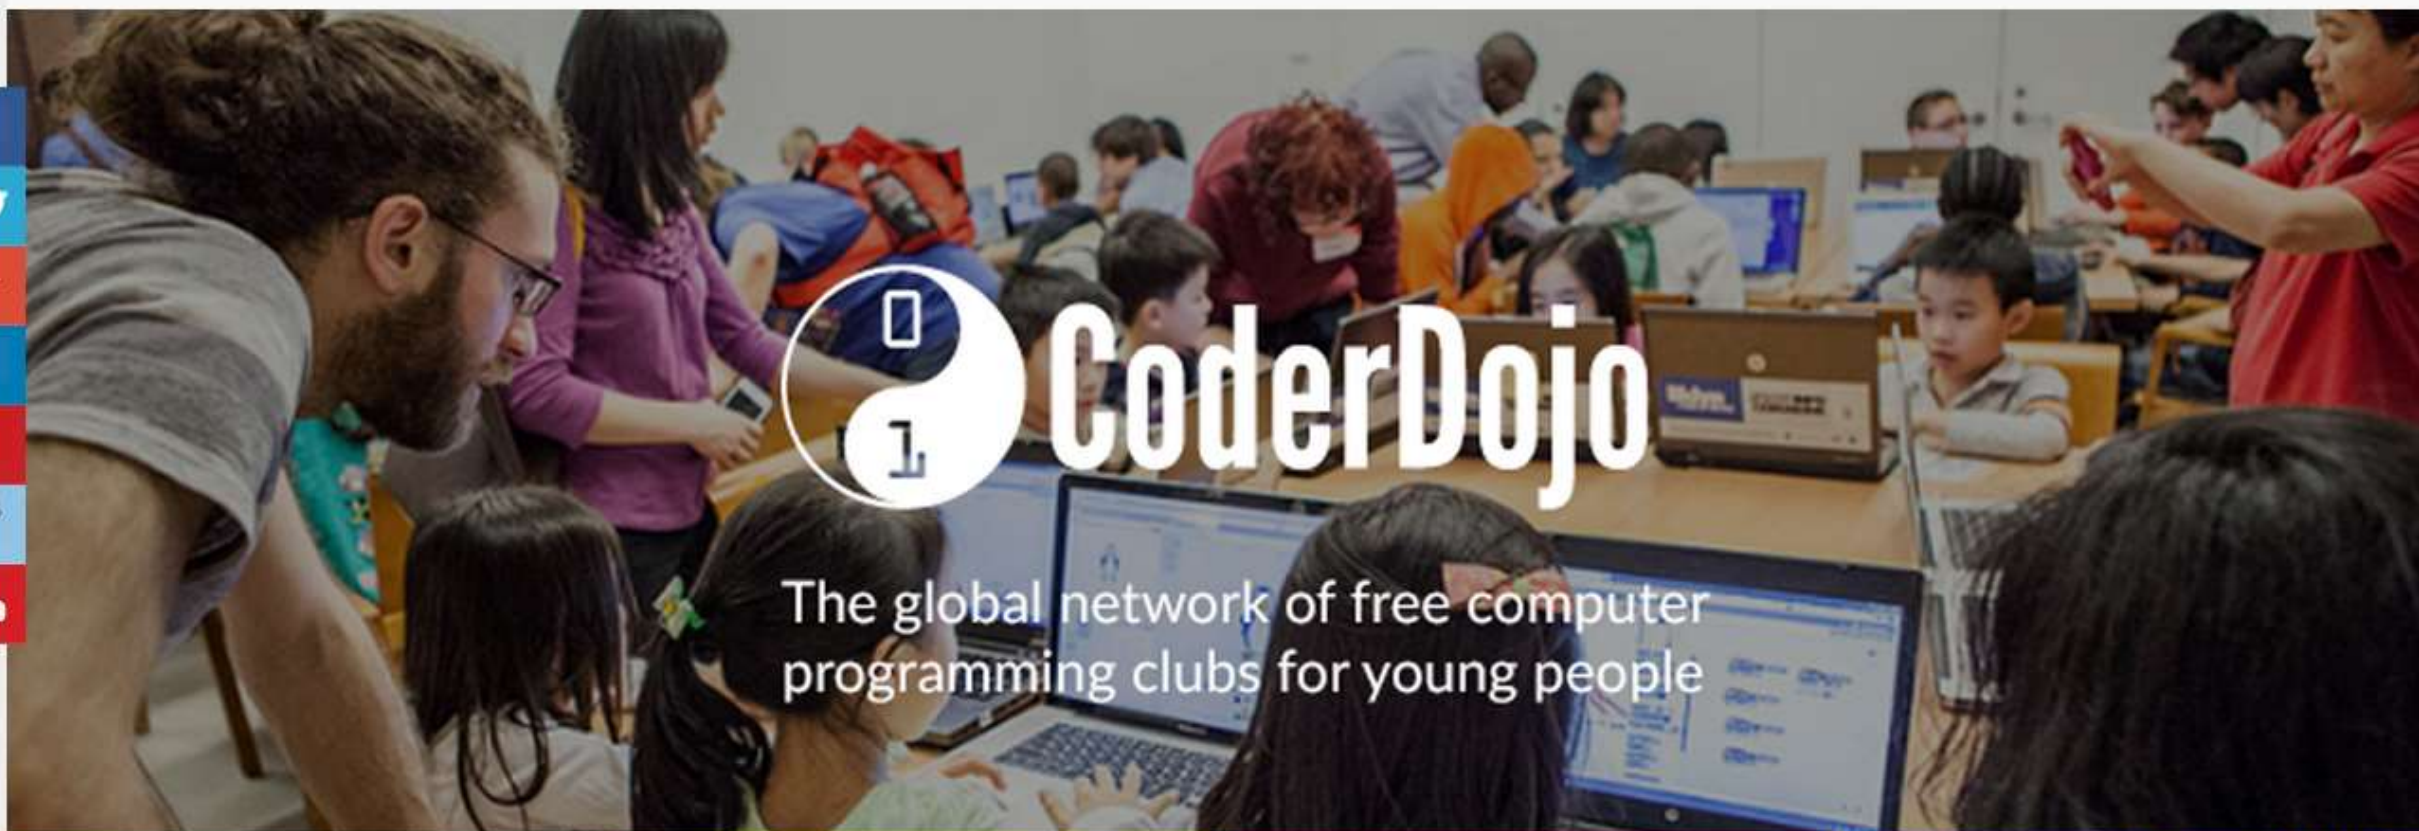 0
1
CoderDojo
The global network of free computer
programming clubs for young people